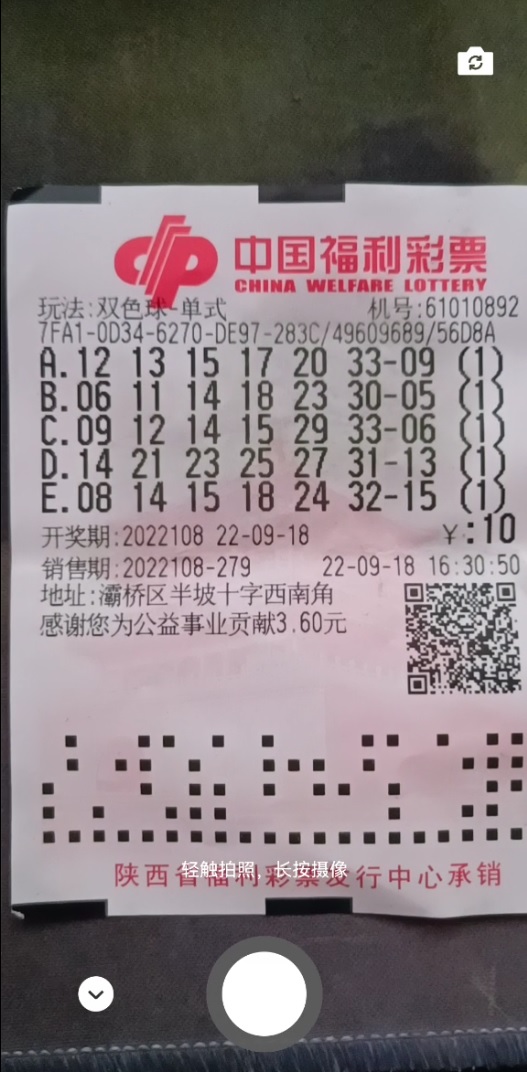 中国福利彩票
CHINA WELFARE LOTTERY
玩法:双色球-单式 机号:61010892
7FA1-0D34-6270-DE97-283C/49609689/56D8A
A.12 13 15 17 20 33-09 (1)
B.06 11 14 18 23 30-05 (1)
C.09 12 14 15 29 33-06 (1)
D.14 21 23 25 27 31-13 (1)
E.08 14 15 18 24 32-15 (1)
开奖期:2022108 22-09-18 ¥:10
销售期:2022108-279 22-09-18 16:30:50
地址:灞桥区半坡十字西南角
感谢您为公益事业贡献3.60元
轻触拍照，长按摄像
陕西省福利彩票发行中心承销